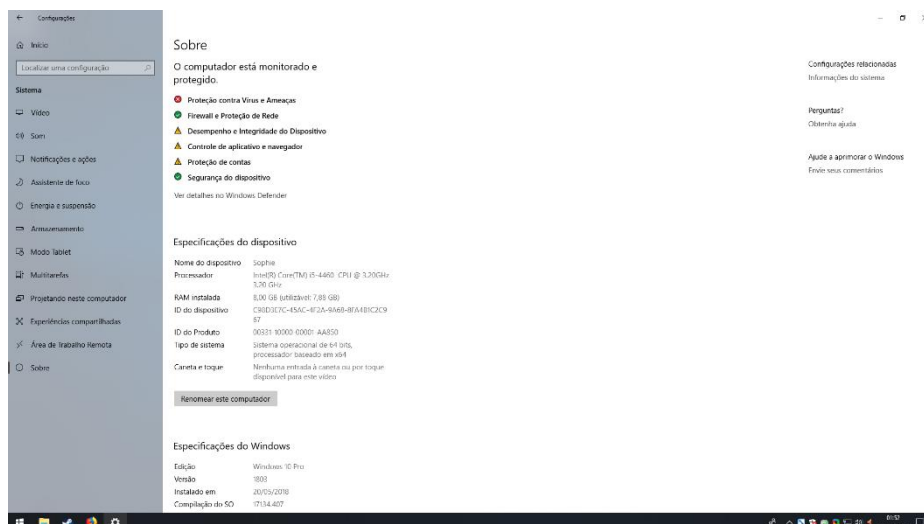 Configurações
Início
Localizar uma configuração
Sistema
Vídeo
Som
Notificações e ações
Assistente de foco
Energia e suspensão
Armazenamento
Modo Tablet
Multitarefas
Projetando neste computador
Experiências compartilhadas
Área de Trabalho Remota
Sobre
Sobre
O computador está monitorado e
protegido.
Proteção contra Vírus e Ameaças
Firewall e Proteção de Rede
Desempenho e Integridade do Dispositivo
Controle de aplicativo e navegador
Proteção de contas
Segurança do dispositivo
Ver detalhes no Windows Defender
Especificações do dispositivo
Nome do dispositivo Sophie
Processador Intel(R) Core(TM) i5-4460 CPU @ 3.20GHz
3.20 GHz
RAM instalada 8,00 GB (utilizável: 7,88 GB)
ID do dispositivo
67
ID do Produto 00331-10000-00001-AA850
Tipo de sistema Sistema operacional de 64 bits,
processador baseado em x64
Caneta e toque Nenhuma entrada à caneta ou por toque
disponível para este vídeo
Renomear este computador
Especificações do Windows
Edição Windows 10 Pro
Versão 1803
Instalado em 20/05/2018
Compilação do SO 17134.407
Configurações relacionadas
Informações do sistema
Perguntas?
Obtenha ajuda
Ajude a aprimorar o Windows
Envie seus comentários